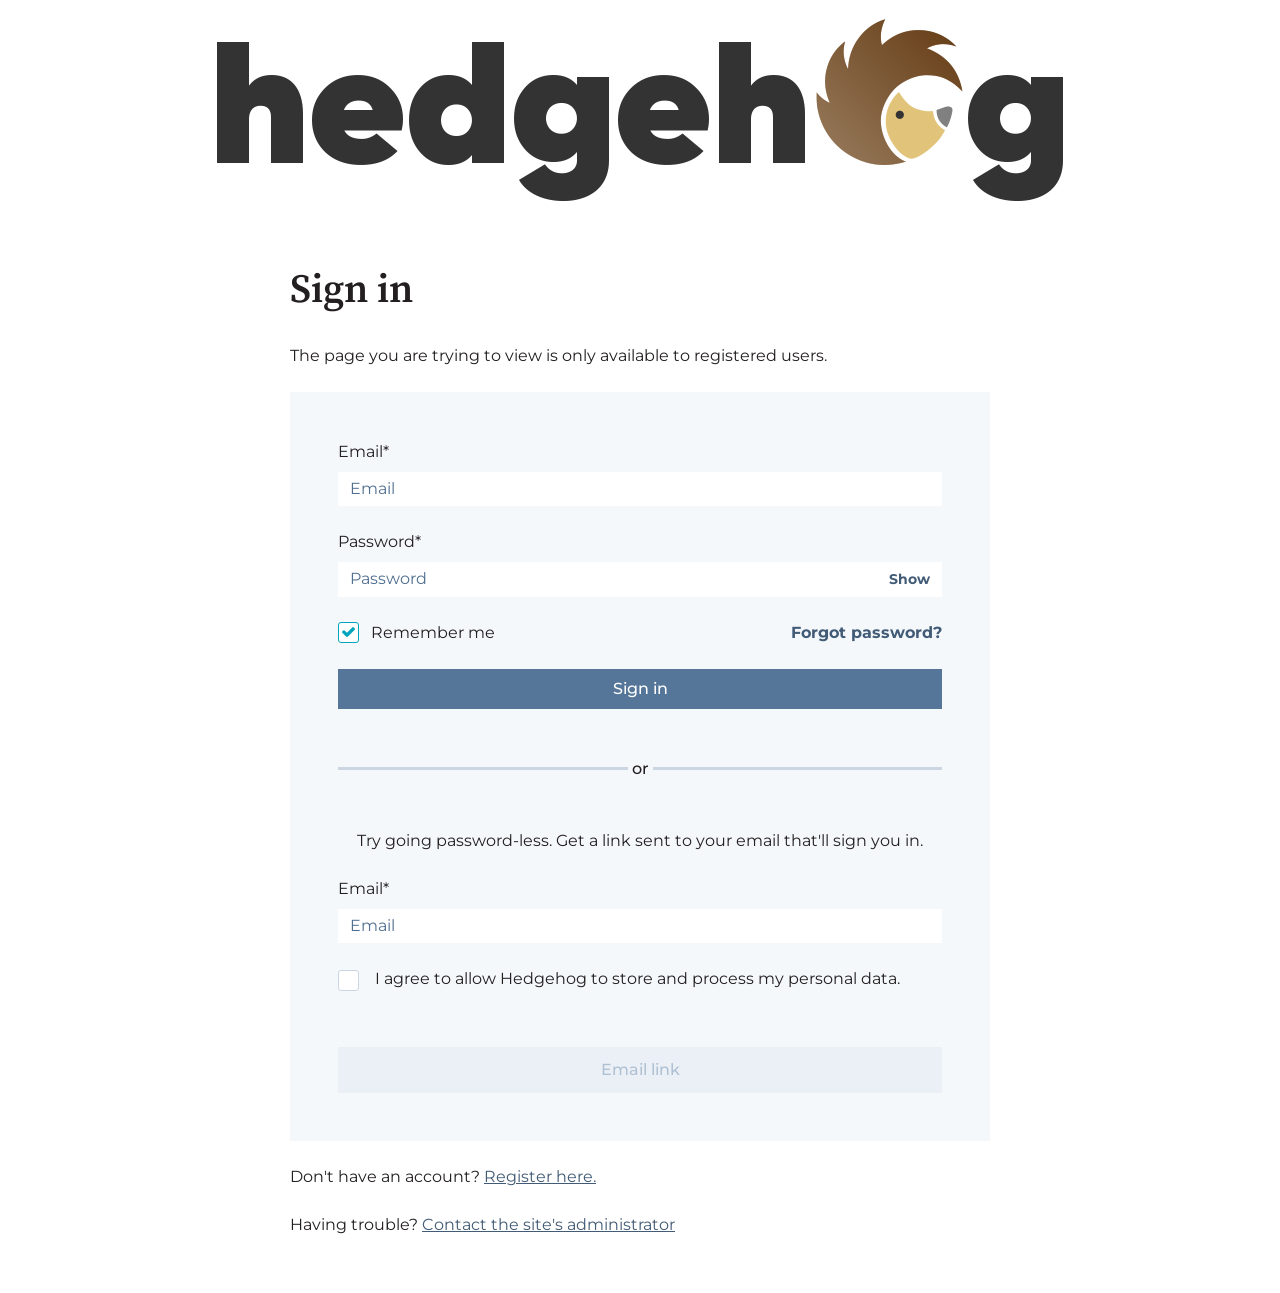 hedgehog
Sign in
The page you are trying to view is only available to registered users.
Email*
Email
Password*
Password Show
Remember me Forgot password?
Sign in
or
Try going password-less. Get a link sent to your email that'll sign you in.
Email*
Email
I agree to allow Hedgehog to store and process my personal data.
Email link
Don't have an account? Register here.
Having trouble? Contact the site's administrator